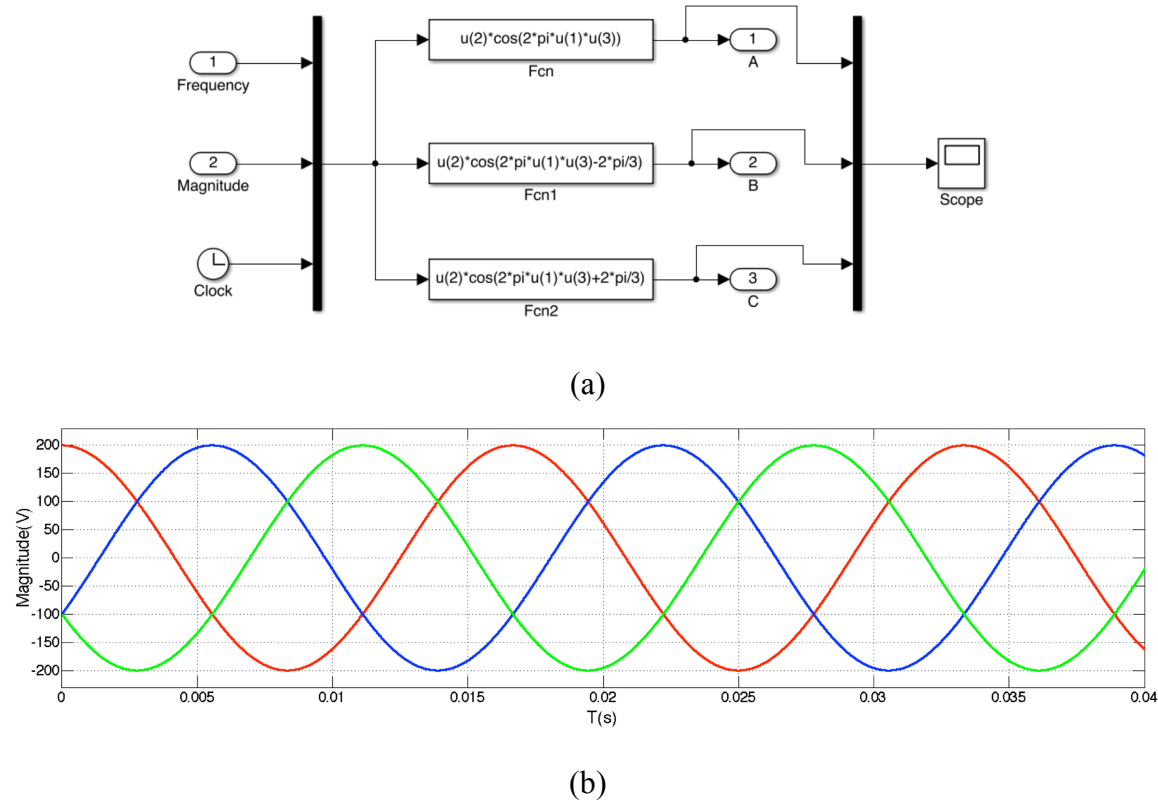 1
Frequency
2
Magnitude
Clock
u(2)*cos(2*pi*u(1)*u(3))
Fcn
u(2)*cos(2*pi*u(1)*u(3)-2*pi/3)
Fcn1
u(2)*cos(2*pi*u(1)*u(3)+2*pi/3)
Fcn2
1
A
2
B
3
C
Scope
(a)
Magnitude(V)
200
150
100
50
0
-50
-100
-150
-200
0 0.005 0.01 0.015 0.02 0.025 0.03 0.035 0.04
T(s)
(b)